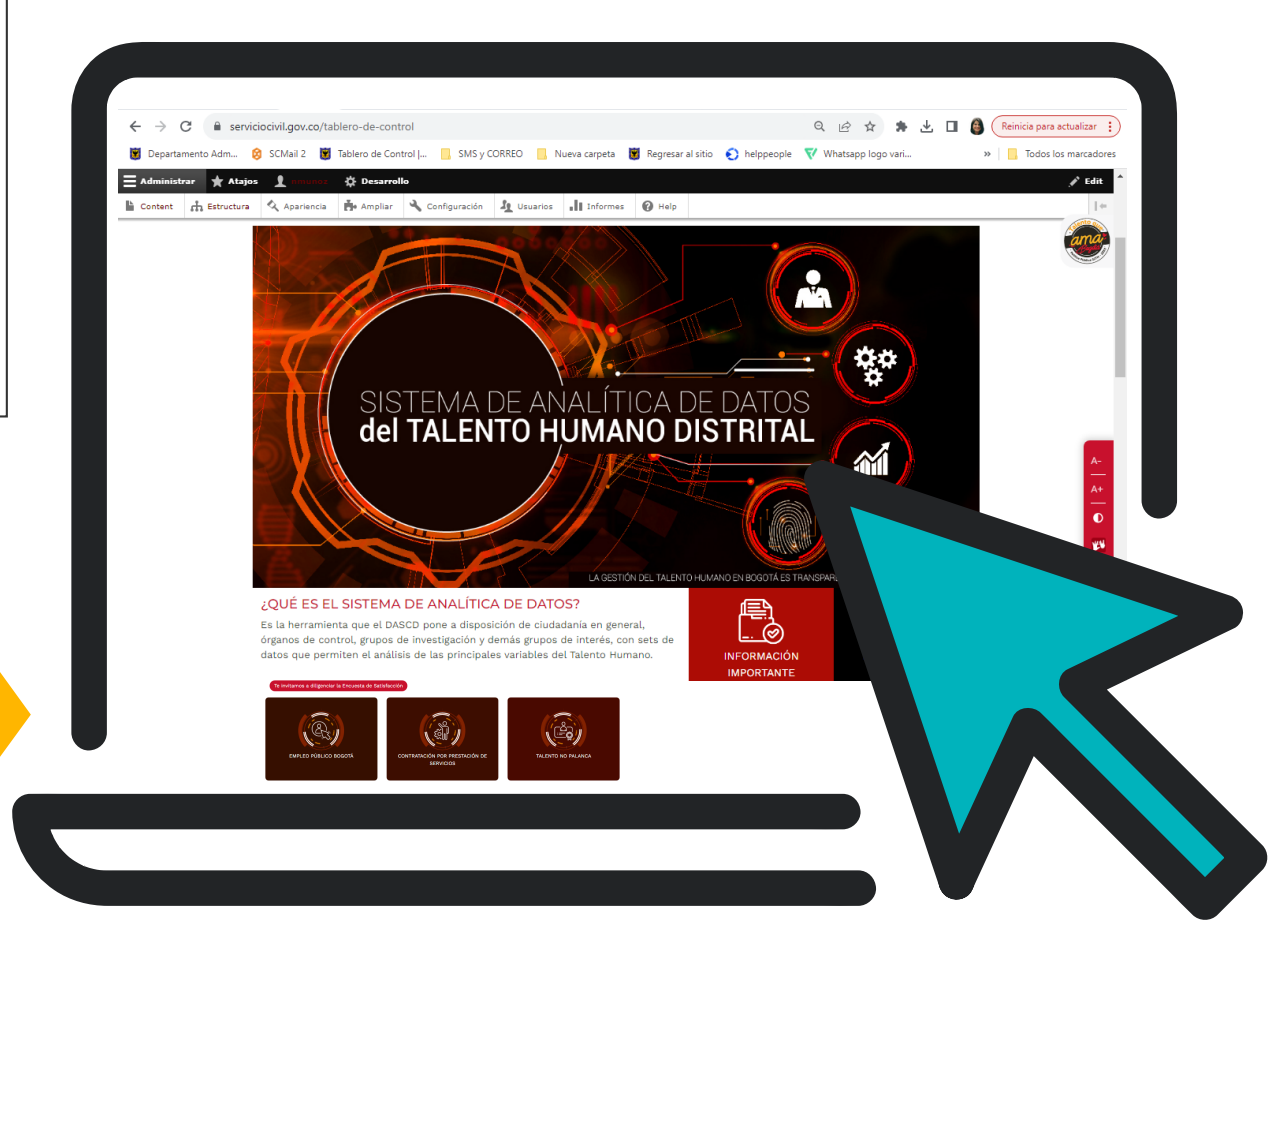 serviciocivil.gov.co/tablero-de-control
Reinicia para actualizar
Departamento Adm... SCMail 2 Tablero de Control |... SMS y CORREO Nueva carpeta Regresar al sitio helppeople Whatsapp logo vari... » Todos los marcadores
Administrar Atajos Desarrollo Edit
Content Estructura Apariencia Ampliar Configuración Usuarios Informes Help
ama
SISTEMA DE ANALÍTICA DE DATOS
del TALENTO HUMANO DISTRITAL
A-
A+
LA GESTIÓN DEL TALENTO HUMANO EN BOGOTÁ ES
¿QUÉ ES EL SISTEMA DE ANALÍTICA DE DATOS?
Es la herramienta que el DASCD pone a disposición de ciudadanía en general,
órganos de control, grupos de investigación y demás grupos de interés, con sets de
datos que permiten el análisis de las principales variables del Talento Humano.
INFORMACIÓN
IMPORTANTE
Te invitamos a diligenciar la Encuesta de Satisfacción
EMPLEO PÚBLICO BOGOTÁ
CONTRATACIÓN POR PRESTACIÓN DE
SERVICIOS
TALENTO NO PALANCA